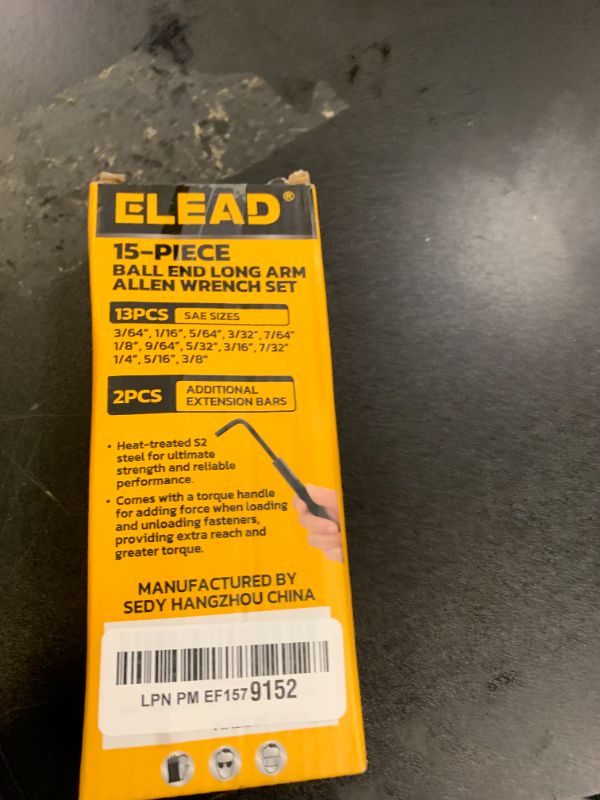 ELEAD®
15-PIECE
BALL END LONG ARM
ALLEN WRENCH SET
13PCS SAE SIZES
3/64", 1/16", 5/64", 3/32", 7/64"
1/8", 9/64", 5/32", 3/16", 7/32"
1/4", 5/16", 3/8"
2PCS ADDITIONAL
EXTENSION BARS
• Heat-treated S2
steel for ultimate
strength and reliable
performance.
• Comes with a torque handle
for adding force when loading
and unloading fasteners,
providing extra reach and
greater torque.
MANUFACTURED BY
SEDY HANGZHOU CHINA
LPN PM EF157 9152